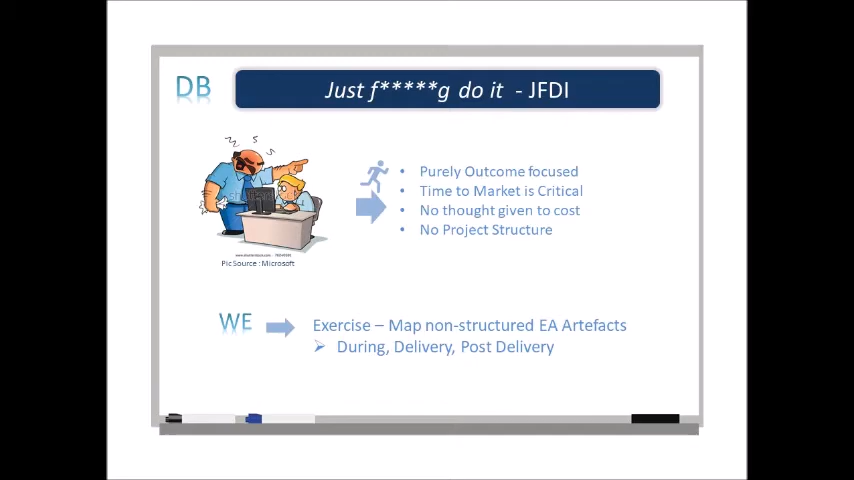 DB
Just f*****g do it - JFDI
• Purely Outcome focused
• Time to Market is Critical
• No thought given to cost
• No Project Structure
Pic Source : Microsoft
WE
Exercise – Map non-structured EA Artefacts
➢ During, Delivery, Post Delivery